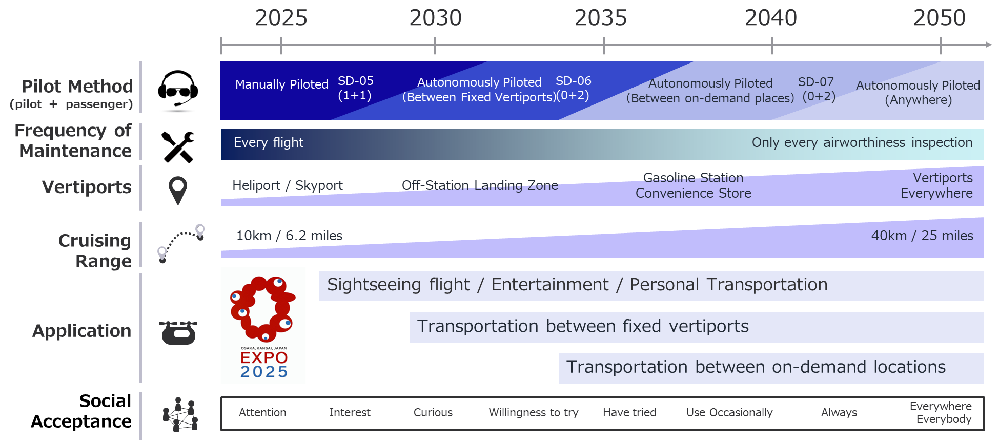 2025 2030 2035 2040 2050
Pilot Method
(pilot + passenger)
Manually Piloted
SD-05
(1+1)
Autonomously Piloted
(Between Fixed Vertiports)
SD-06
(0+2)
Autonomously Piloted
(Between on-demand places)
SD-07
(0+2)
Autonomously Piloted
(Anywhere)
Frequency of
Maintenance
Every flight
Only every airworthiness inspection
Vertiports
Heliport / Skyport
Off-Station Landing Zone
Gasoline Station
Convenience Store
Vertiports
Everywhere
Cruising
Range
10km / 6.2 miles
40km / 25 miles
Application
OSAKA, KANSAI, JAPAN
EXPO
2025
Sightseeing flight / Entertainment / Personal Transportation
Transportation between fixed vertiports
Transportation between on-demand locations
Social
Acceptance
Attention
Interest
Curious
Willingness to try
Have tried
Use Occasionally
Always
Everywhere
Everybody